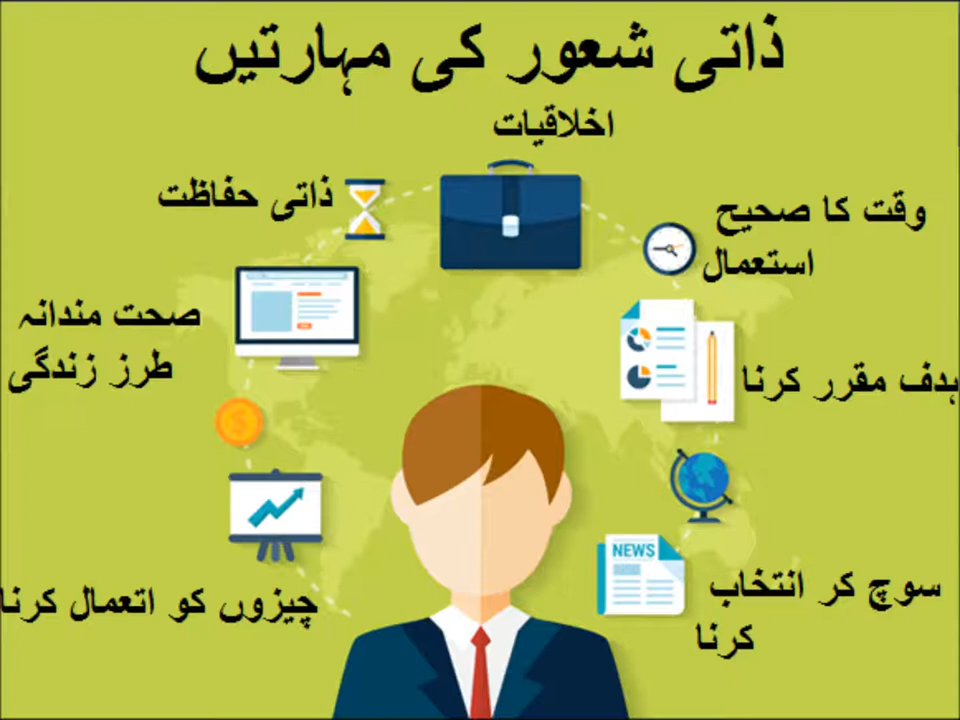 ذاتی شعور کی مہارتیں
اخلاقیات
ذاتی حفاظت
وقت کا صحیح
استعمال
صحت مندانہ
طرز زندگی
ہدف مقرر کرنا
NEWS
سوچ کر انتخاب
کرنا
چیزوں کو اتعمال کرنا